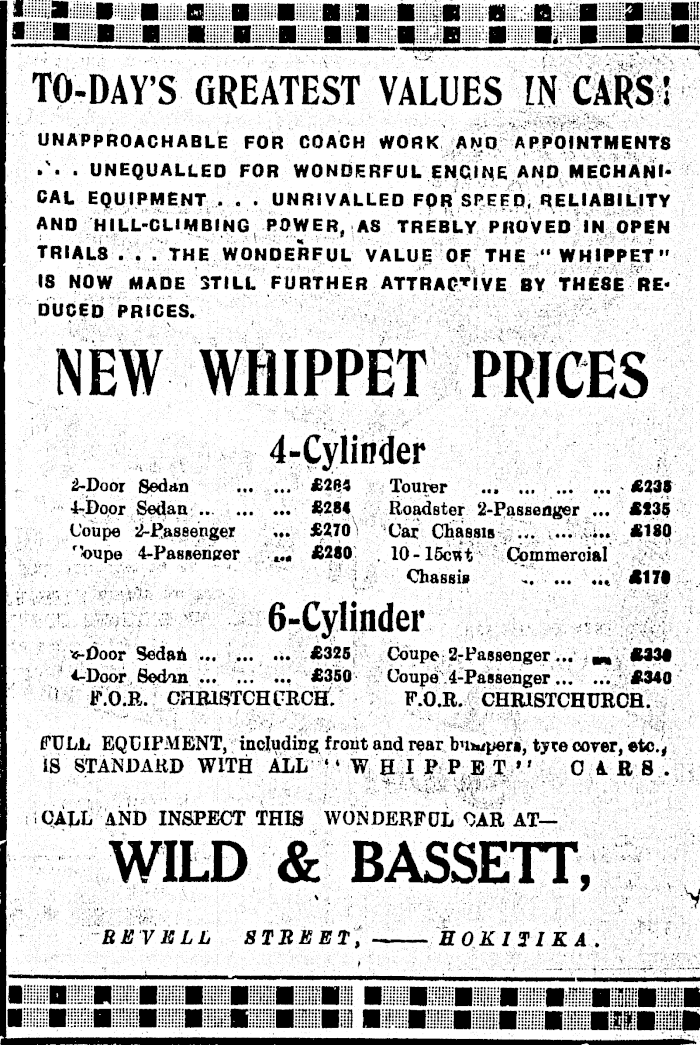 TO-DAY'S GREATEST VALUES IN CARS!
UNAPPROACHABLE FOR COACH WORK AND APPOINTMENTS
. . . UNEQUALLED FOR WONDERFUL ENGINE AND MECHANI-
CAL EQUIPMENT . . . UNRIVALLED FOR SPEED, RELIABILITY
AND HILL-CLIMBING POWER, AS TREBLY PROVED IN OPEN
TRIALS . . . THE WONDERFUL VALUE OF THE "WHIPPET"
IS NOW MADE STILL FURTHER ATTRACTIVE BY THESE RE-
DUCED PRICES.
NEW WHIPPET PRICES
4-Cylinder
2-Door Sedan ... ...
4-Door Sedan ... ... ... £284
Coupe 2-Passenger ... £270
Coupe 4-Passenger ... £280
Tourer ... ... ... ... £235
Roadster 2-Passenger ... £235
Car Chassis ... ... ... £180
10-15cwt Commercial
Chassis .. ... ... £170
6-Cylinder
Door Sedan ... ... ... £325
4-Door Sedan ... ... ... £350
F.O.R. CHRISTCHURCH.
Coupe 2-Passenger ... ... £330
Coupe 4-Passenger ... ... £340
F.O.R. CHRISTCHURCH.
FULL EQUIPMENT, including front and rear bumpers, tyre cover, etc.,
IS STANDARD WITH ALL "WHIPPET" CARS.
CALL AND INSPECT THIS WONDERFUL CAR AT—
WILD & BASSETT,
REVELL STREET, —— HOKITIKA.